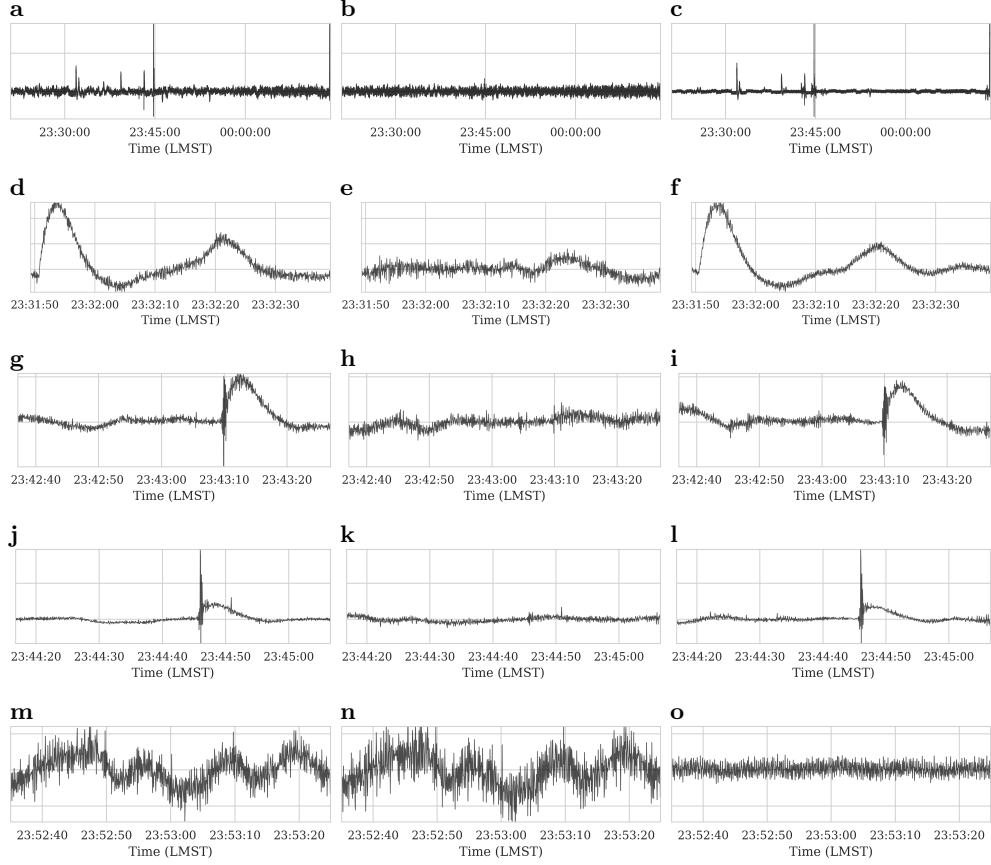 a b c
23:30:00 23:45:00 00:00:00 23:30:00 23:45:00 00:00:00 23:30:00 23:45:00 00:00:00
Time (LMST) Time (LMST) Time (LMST)
d e f
23:31:50 23:32:00 23:32:10 23:32:20 23:32:30 23:31:50 23:32:00 23:32:10 23:32:20 23:32:30 23:31:50 23:32:00 23:32:10 23:32:20 23:32:30
Time (LMST) Time (LMST) Time (LMST)
g h i
23:42:40 23:42:50 23:43:00 23:43:10 23:43:20 23:42:40 23:42:50 23:43:00 23:43:10 23:43:20 23:42:40 23:42:50 23:43:00 23:43:10 23:43:20
Time (LMST) Time (LMST) Time (LMST)
j k l
23:44:20 23:44:30 23:44:40 23:44:50 23:45:00 23:44:20 23:44:30 23:44:40 23:44:50 23:45:00 23:44:20 23:44:30 23:44:40 23:44:50 23:45:00
Time (LMST) Time (LMST) Time (LMST)
m n o
23:52:40 23:52:50 23:53:00 23:53:10 23:53:20 23:52:40 23:52:50 23:53:00 23:53:10 23:53:20 23:52:40 23:52:50 23:53:00 23:53:10 23:53:20
Time (LMST) Time (LMST) Time (LMST)